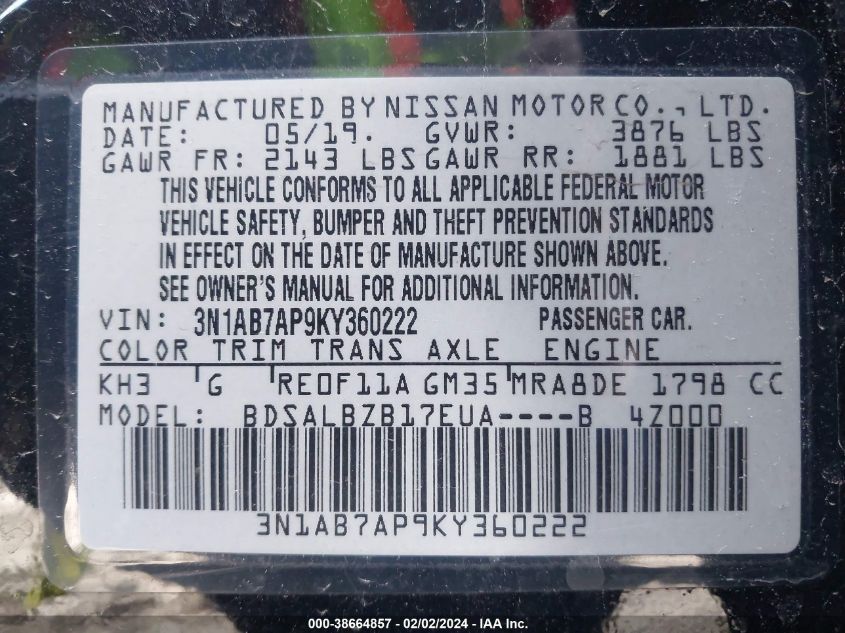 MANUFACTURED BY NISSAN MOTOR CO., LTD.
DATE: 05/19. GVWR: 3876 LBS
GAWR FR: 2143 LBS GAWR RR: 1881 LBS
THIS VEHICLE CONFORMS TO ALL APPLICABLE FEDERAL MOTOR
VEHICLE SAFETY, BUMPER AND THEFT PREVENTION STANDARDS
IN EFFECT ON THE DATE OF MANUFACTURE SHOWN ABOVE.
SEE OWNER'S MANUAL FOR ADDITIONAL INFORMATION.
VIN: 3N1AB7AP9KY360222 PASSENGER CAR.
COLOR TRIM TRANS AXLE ENGINE
KH3 G RE0F11A GM35 MRA8DE 1798 CC
MODEL: BDSALBZB17EUA----B 4Z000
3N1AB7AP9KY360222
000-38664857 - 02/02/2024 - IAA Inc.